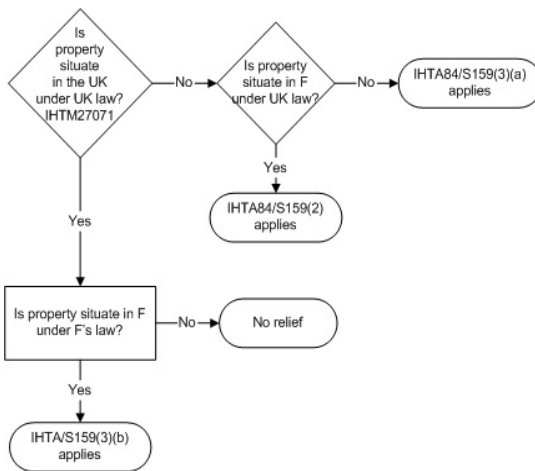 Is
property
situate
in the UK
under UK law?
IHTM27071
No
Is property
situate in F
under UK law?
No
IHTA84/S159(3)(a)
applies
Yes
IHTA84/S159(2)
applies
Yes
Is property situate in F
under F's law?
No
No relief
Yes
IHTA/S159(3)(b)
applies